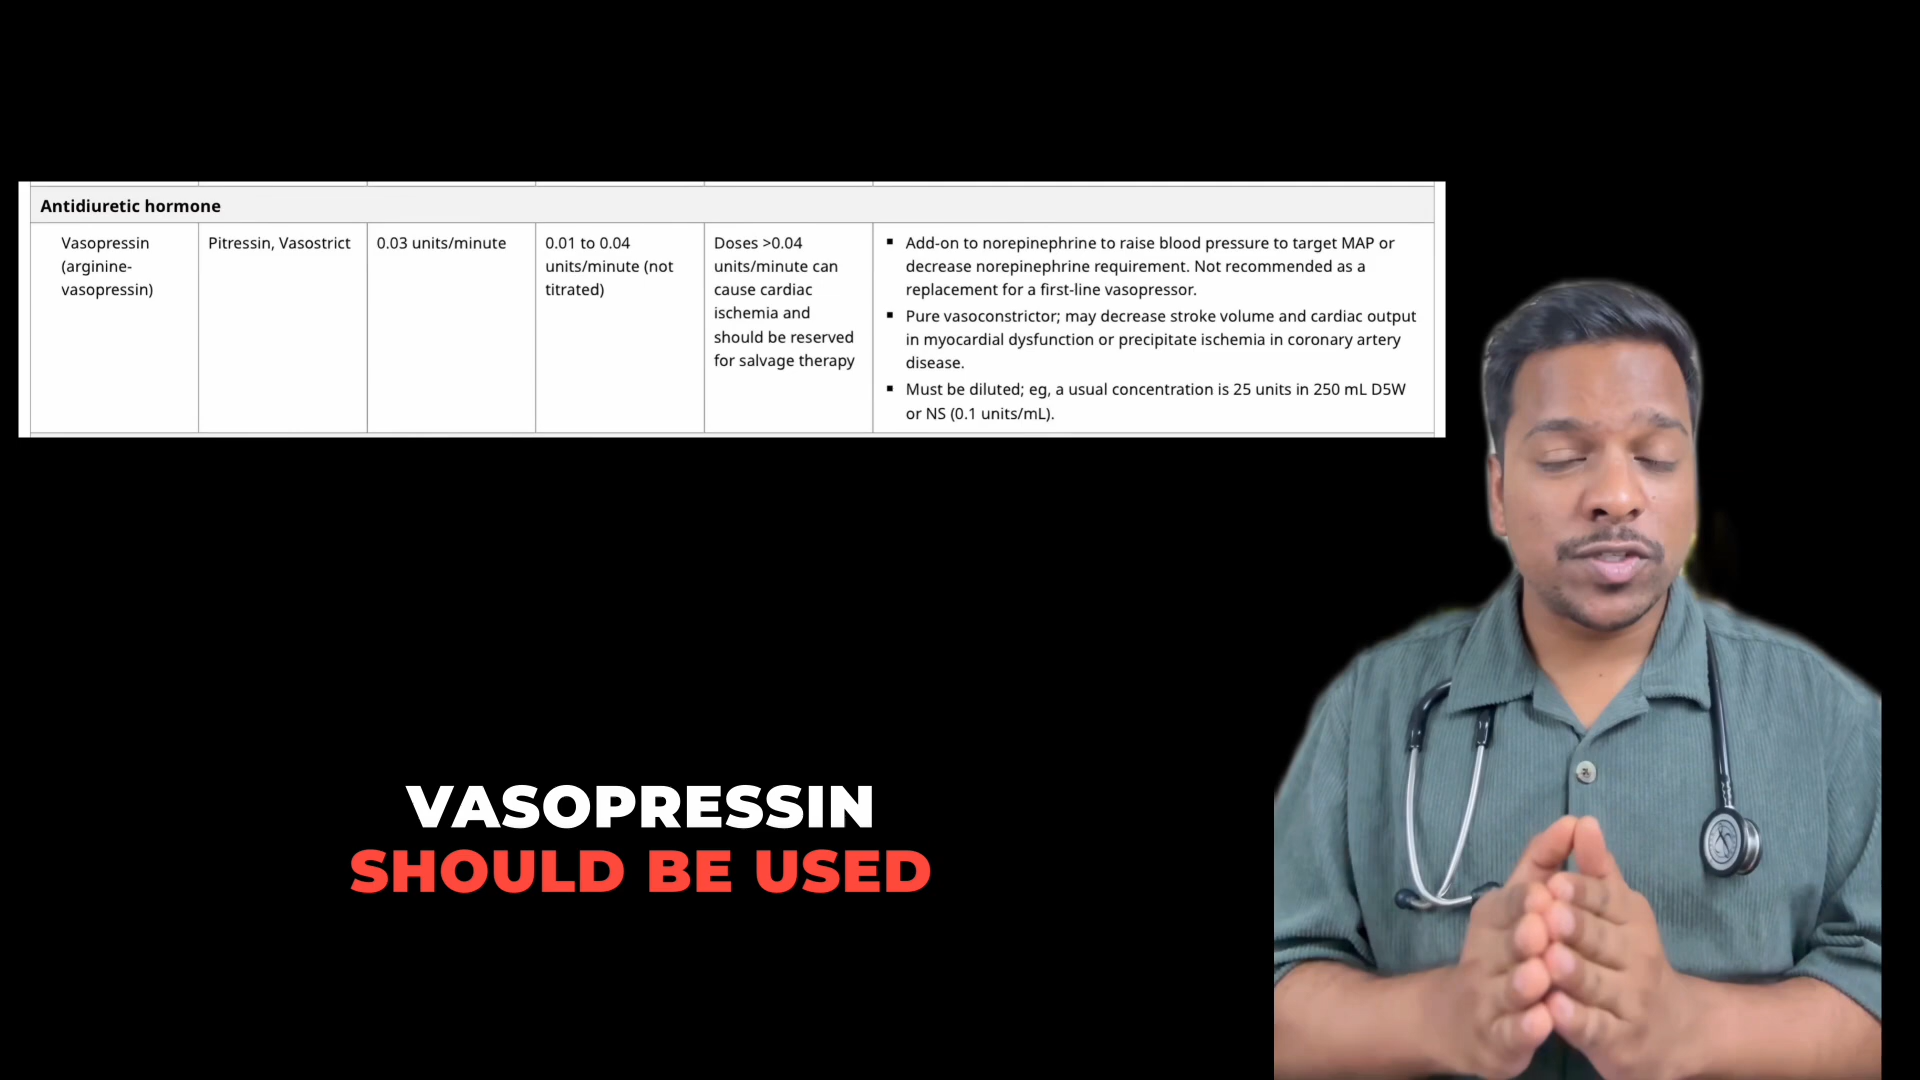 Antidiuretic hormone
Vasopressin
(arginine-
vasopressin)
Pitressin, Vasostrict
0.03 units/minute
0.01 to 0.04
units/minute (not
titrated)
Doses >0.04
units/minute can
cause cardiac
ischemia and
should be reserved
for salvage therapy
▪ Add-on to norepinephrine to raise blood pressure to target MAP or
decrease norepinephrine requirement. Not recommended as a
replacement for a first-line vasopressor.
▪ Pure vasoconstrictor; may decrease stroke volume and cardiac output
in myocardial dysfunction or precipitate ischemia in coronary artery
disease.
▪ Must be diluted; eg, a usual concentration is 25 units in 250 mL D5W
or NS (0.1 units/mL).
VASOPRESSIN
SHOULD BE USED